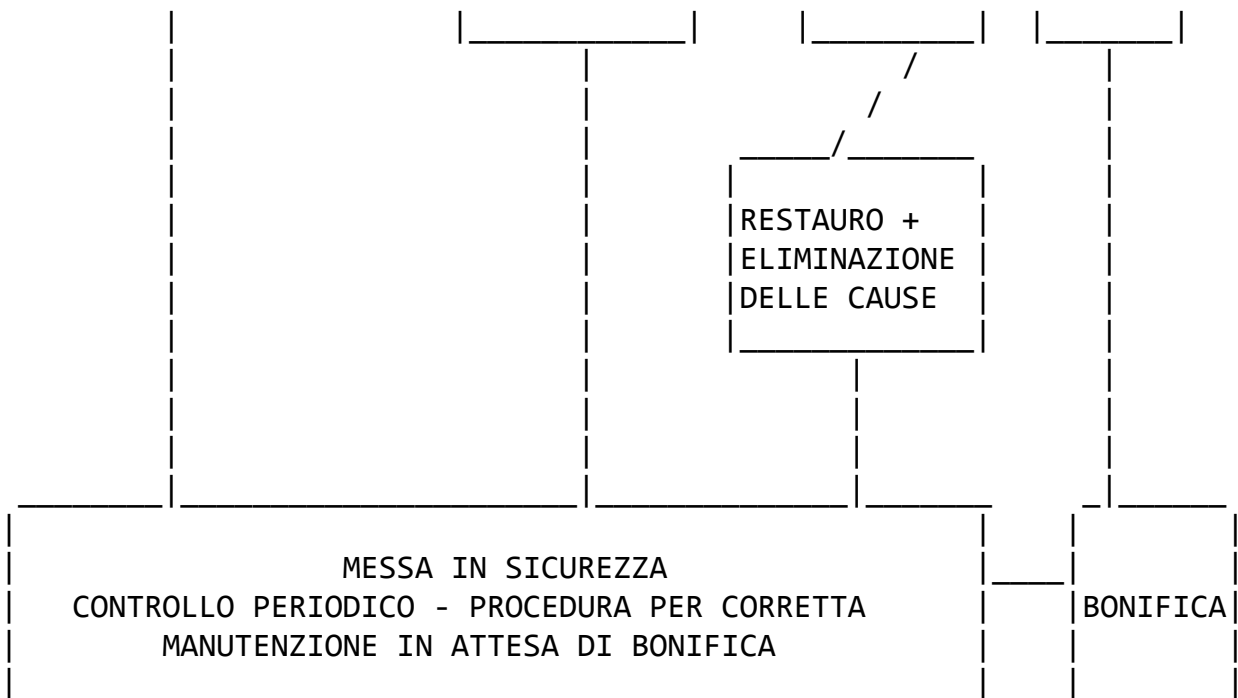 RESTAURO +
ELIMINAZIONE
DELLE CAUSE
MESSA IN SICUREZZA
CONTROLLO PERIODICO - PROCEDURA PER CORRETTA
MANUTENZIONE IN ATTESA DI BONIFICA
BONIFICA